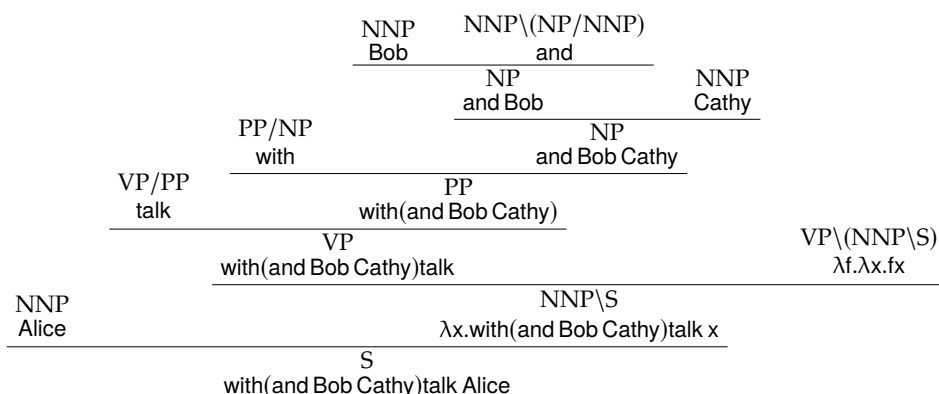 NNP NNP\(NP/NNP)
Bob and
NP NNP
and Bob Cathy
PP/NP NP
with and Bob Cathy
VP/PP PP
talk with(and Bob Cathy)
VP VP\(NNP\S)
with(and Bob Cathy)talk λf.λx.fx
NNP NNP\S
Alice λx.with(and Bob Cathy)talk x
S
with(and Bob Cathy)talk Alice